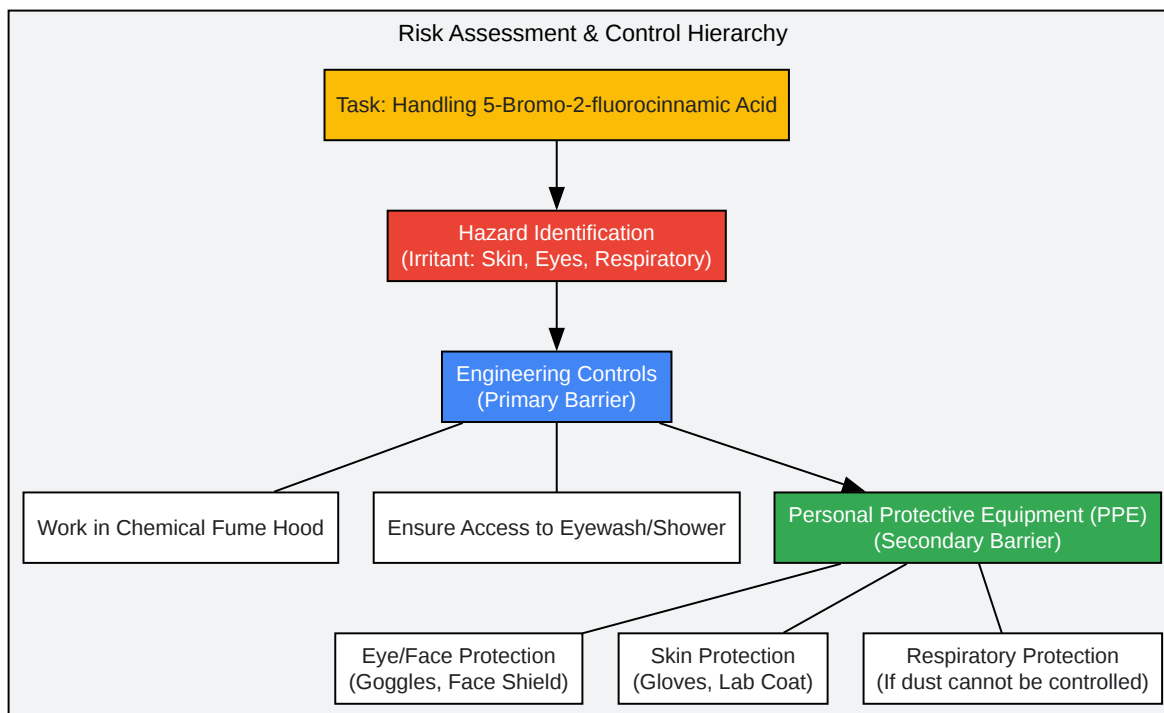 Risk Assessment & Control Hierarchy
Task: Handling 5-Bromo-2-fluorocinnamic Acid
Hazard Identification
(Irritant: Skin, Eyes, Respiratory)
Engineering Controls
(Primary Barrier)
Work in Chemical Fume Hood
Ensure Access to Eyewash/Shower
Personal Protective Equipment (PPE)
(Secondary Barrier)
Eye/Face Protection
(Goggles, Face Shield)
Skin Protection
(Gloves, Lab Coat)
Respiratory Protection
(If dust cannot be controlled)